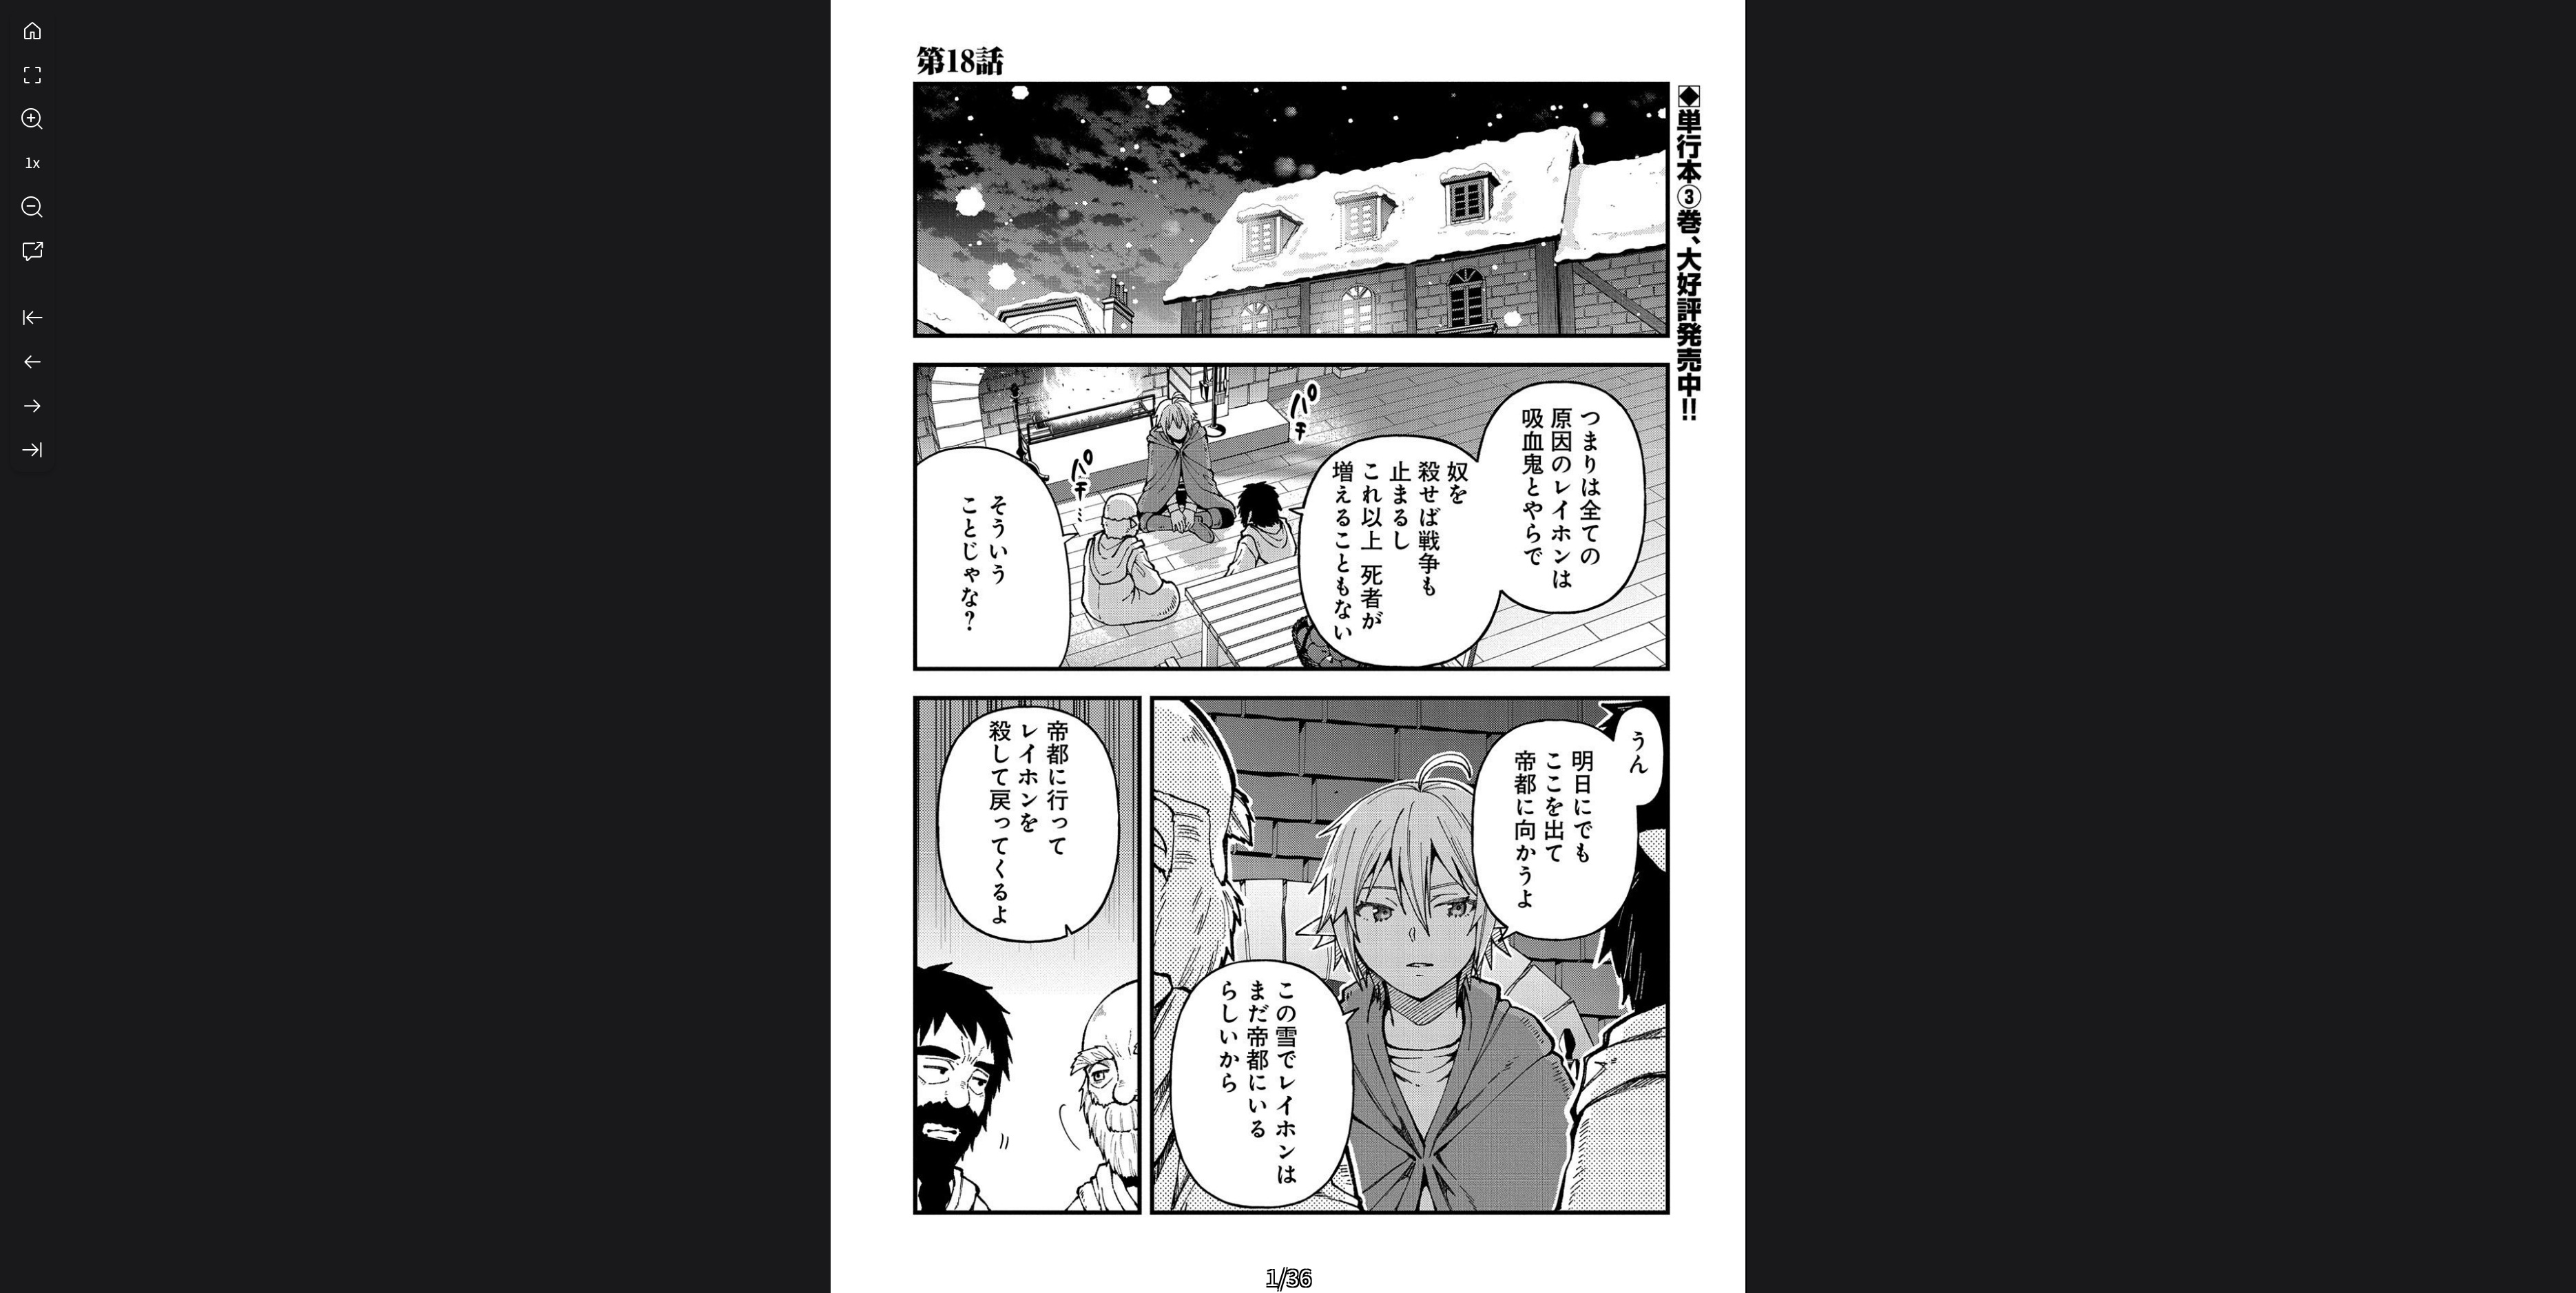 1x
第18話
◆単行本③巻、大好評発売中!!
つまりは全ての
原因のレイホンは
吸血鬼とやらで
奴を
殺せば戦争も
止まるし
これ以上 死者が
増えることもない
パチ
パチ…
そういう
ことじゃな?
うん
明日にでも
ここを出て
帝都に向かうよ
この雪でレイホンは
まだ帝都にいる
らしいから
帝都に行って
レイホンを
殺して戻ってくるよ
1/36